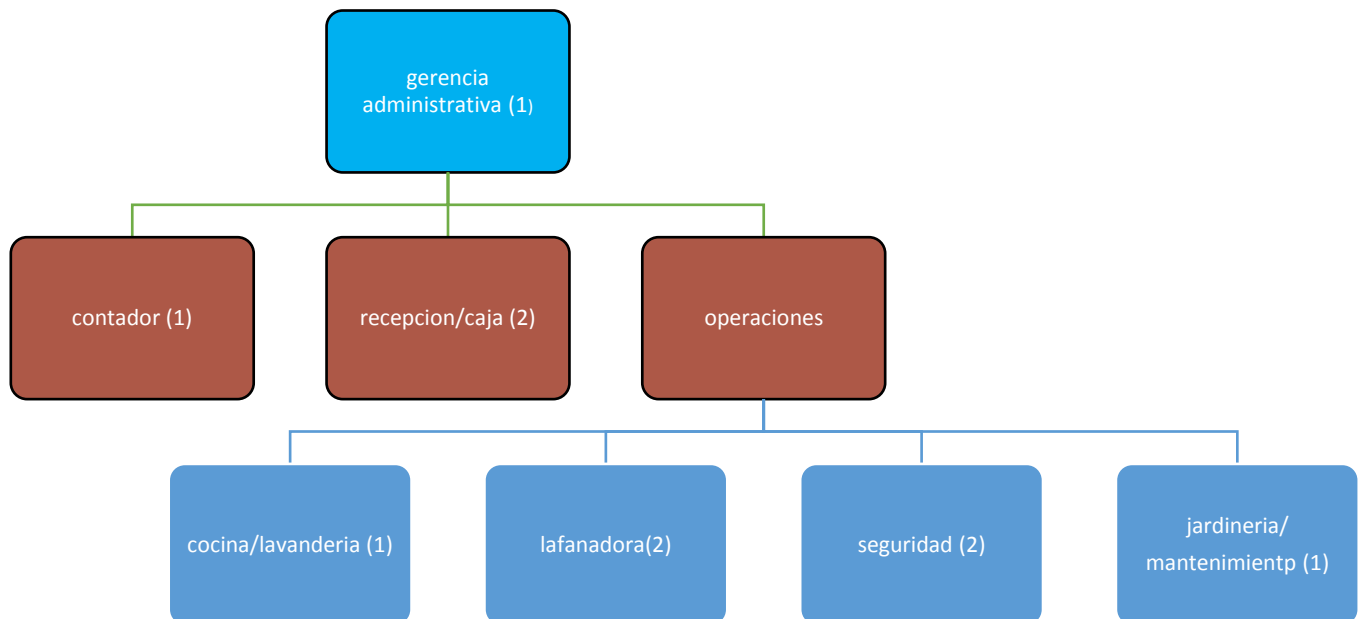 gerencia
administrativa (1)
contador (1)
recepcion/caja (2)
operaciones
cocina/lavanderia (1)
lafanadora(2)
seguridad (2)
jardineria/
mantenimientp (1)